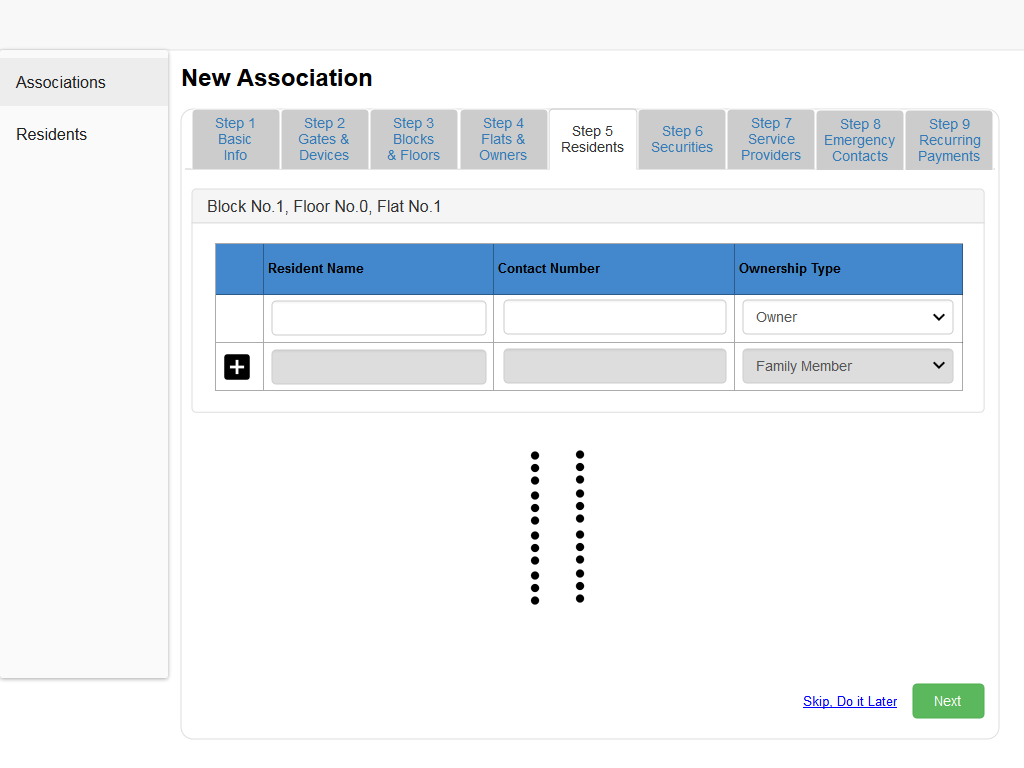 New Association
Associations
Residents
Step 1
Basic
Info
Step 2
Gates &
Devices
Step 3
Blocks
& Floors
Step 4
Flats &
Owners
Step 5
Residents
Step 6
Securities
Step 7
Service
Providers
Step 8
Emergency
Contacts
Step 9
Recurring
Payments
Block No.1, Floor No.0, Flat No.1
Resident Name
Contact Number
Ownership Type
Owner
Family Member
Skip, Do it Later
Next